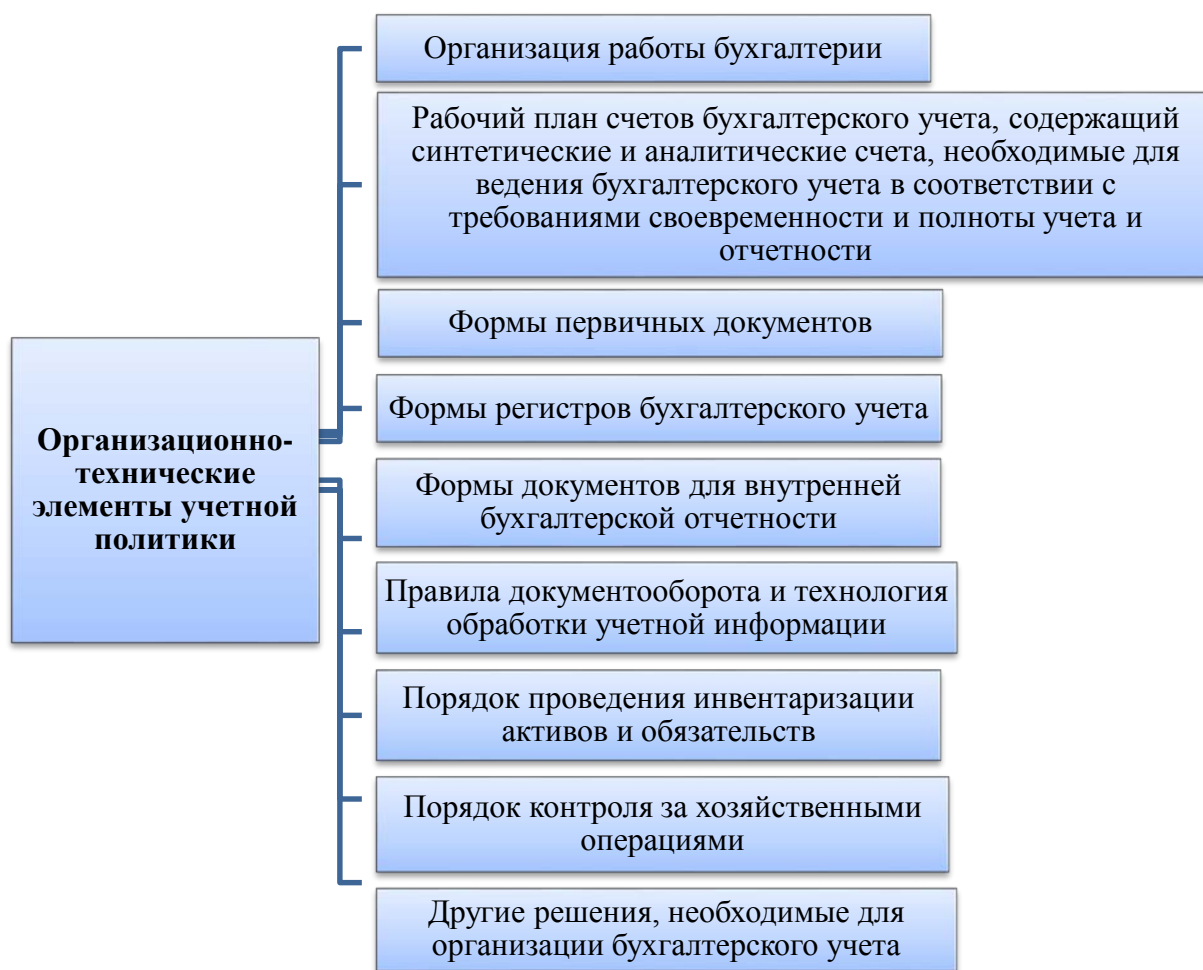 Организация работы бухгалтерии
Рабочий план счетов бухгалтерского учета, содержащий
синтетические и аналитические счета, необходимые для
ведения бухгалтерского учета в соответствии с
требованиями своевременности и полноты учета и
отчетности
Формы первичных документов
Формы регистров бухгалтерского учета
Организационно-
технические
элементы учетной
политики
Формы документов для внутренней
бухгалтерской отчетности
Правила документооборота и технология
обработки учетной информации
Порядок проведения инвентаризации
активов и обязательств
Порядок контроля за хозяйственными
операциями
Другие решения, необходимые для
организации бухгалтерского учета